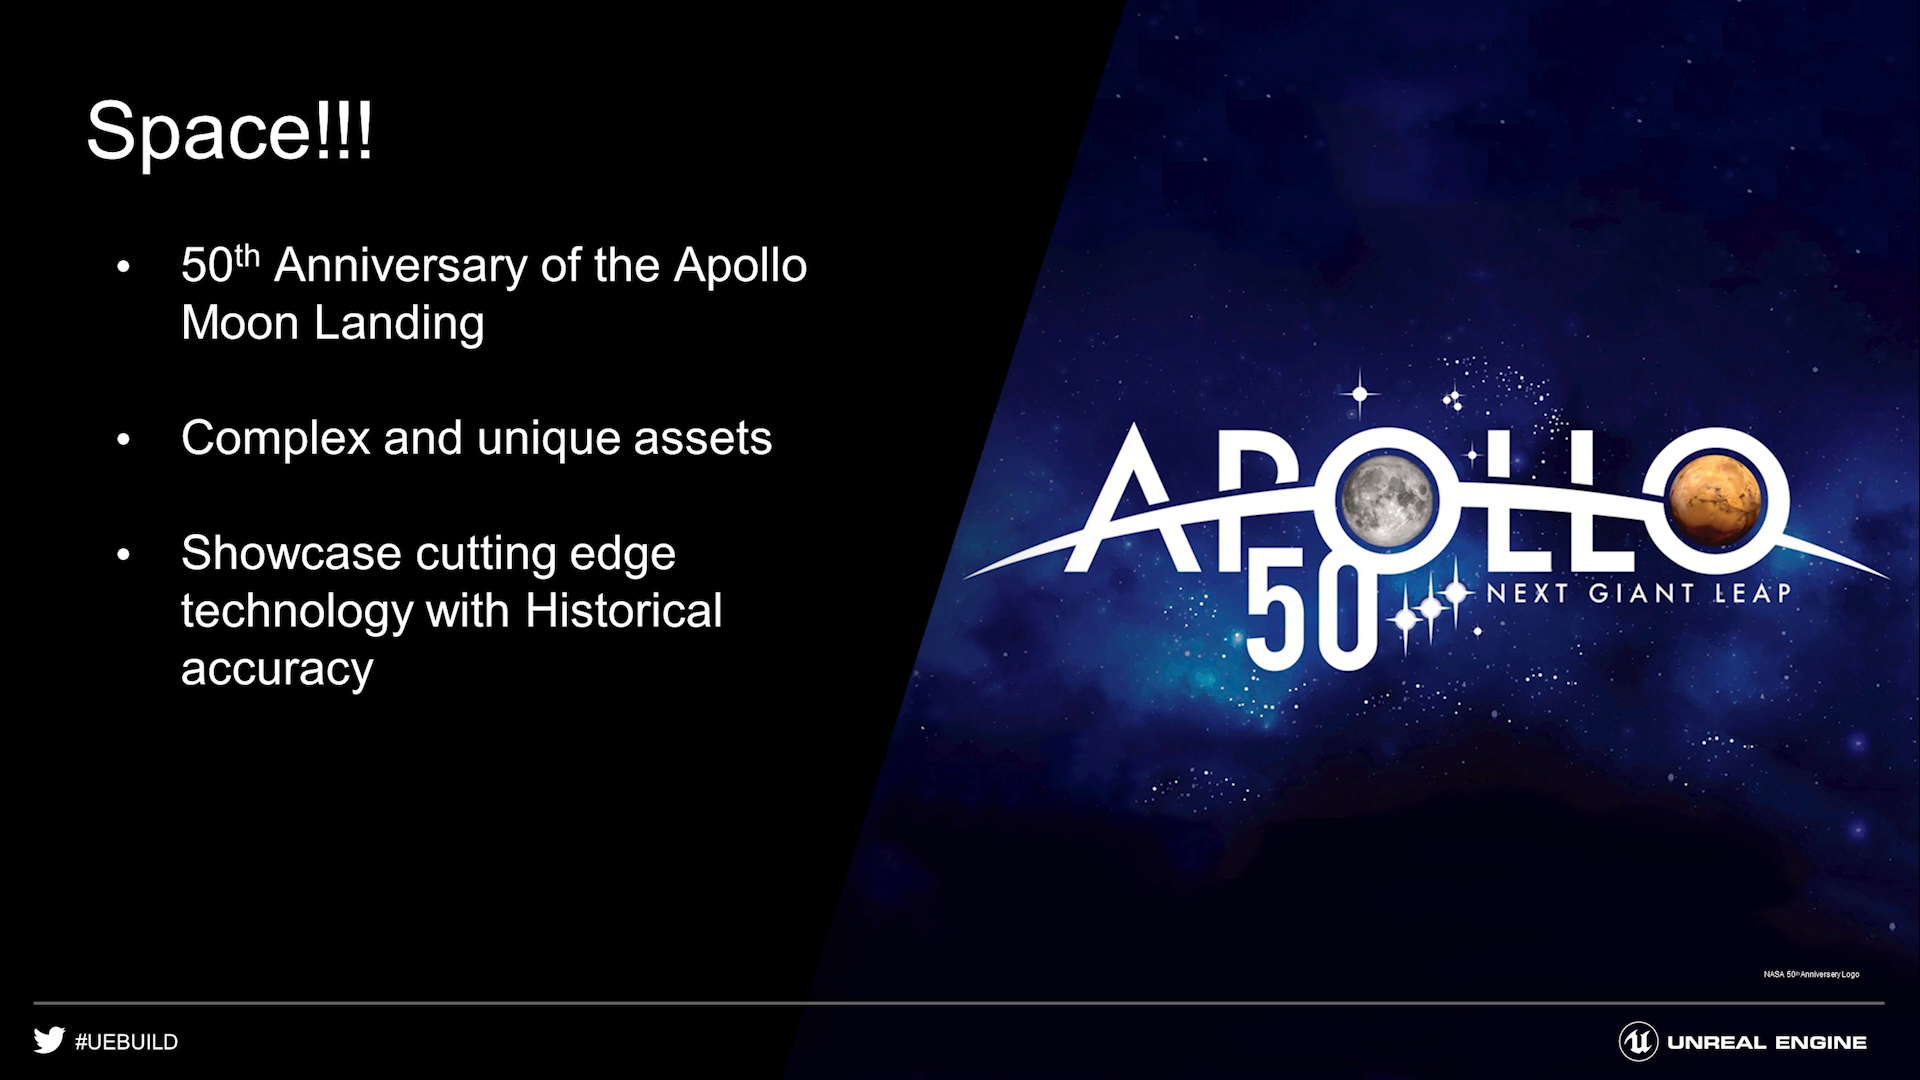 Space!!!
• 50th Anniversary of the Apollo
Moon Landing
• Complex and unique assets
• Showcase cutting edge
technology with Historical
accuracy
APOLLO
50
NEXT GIANT LEAP
NASA 50th Anniversery Logo
#UEBUILD
UNREAL ENGINE